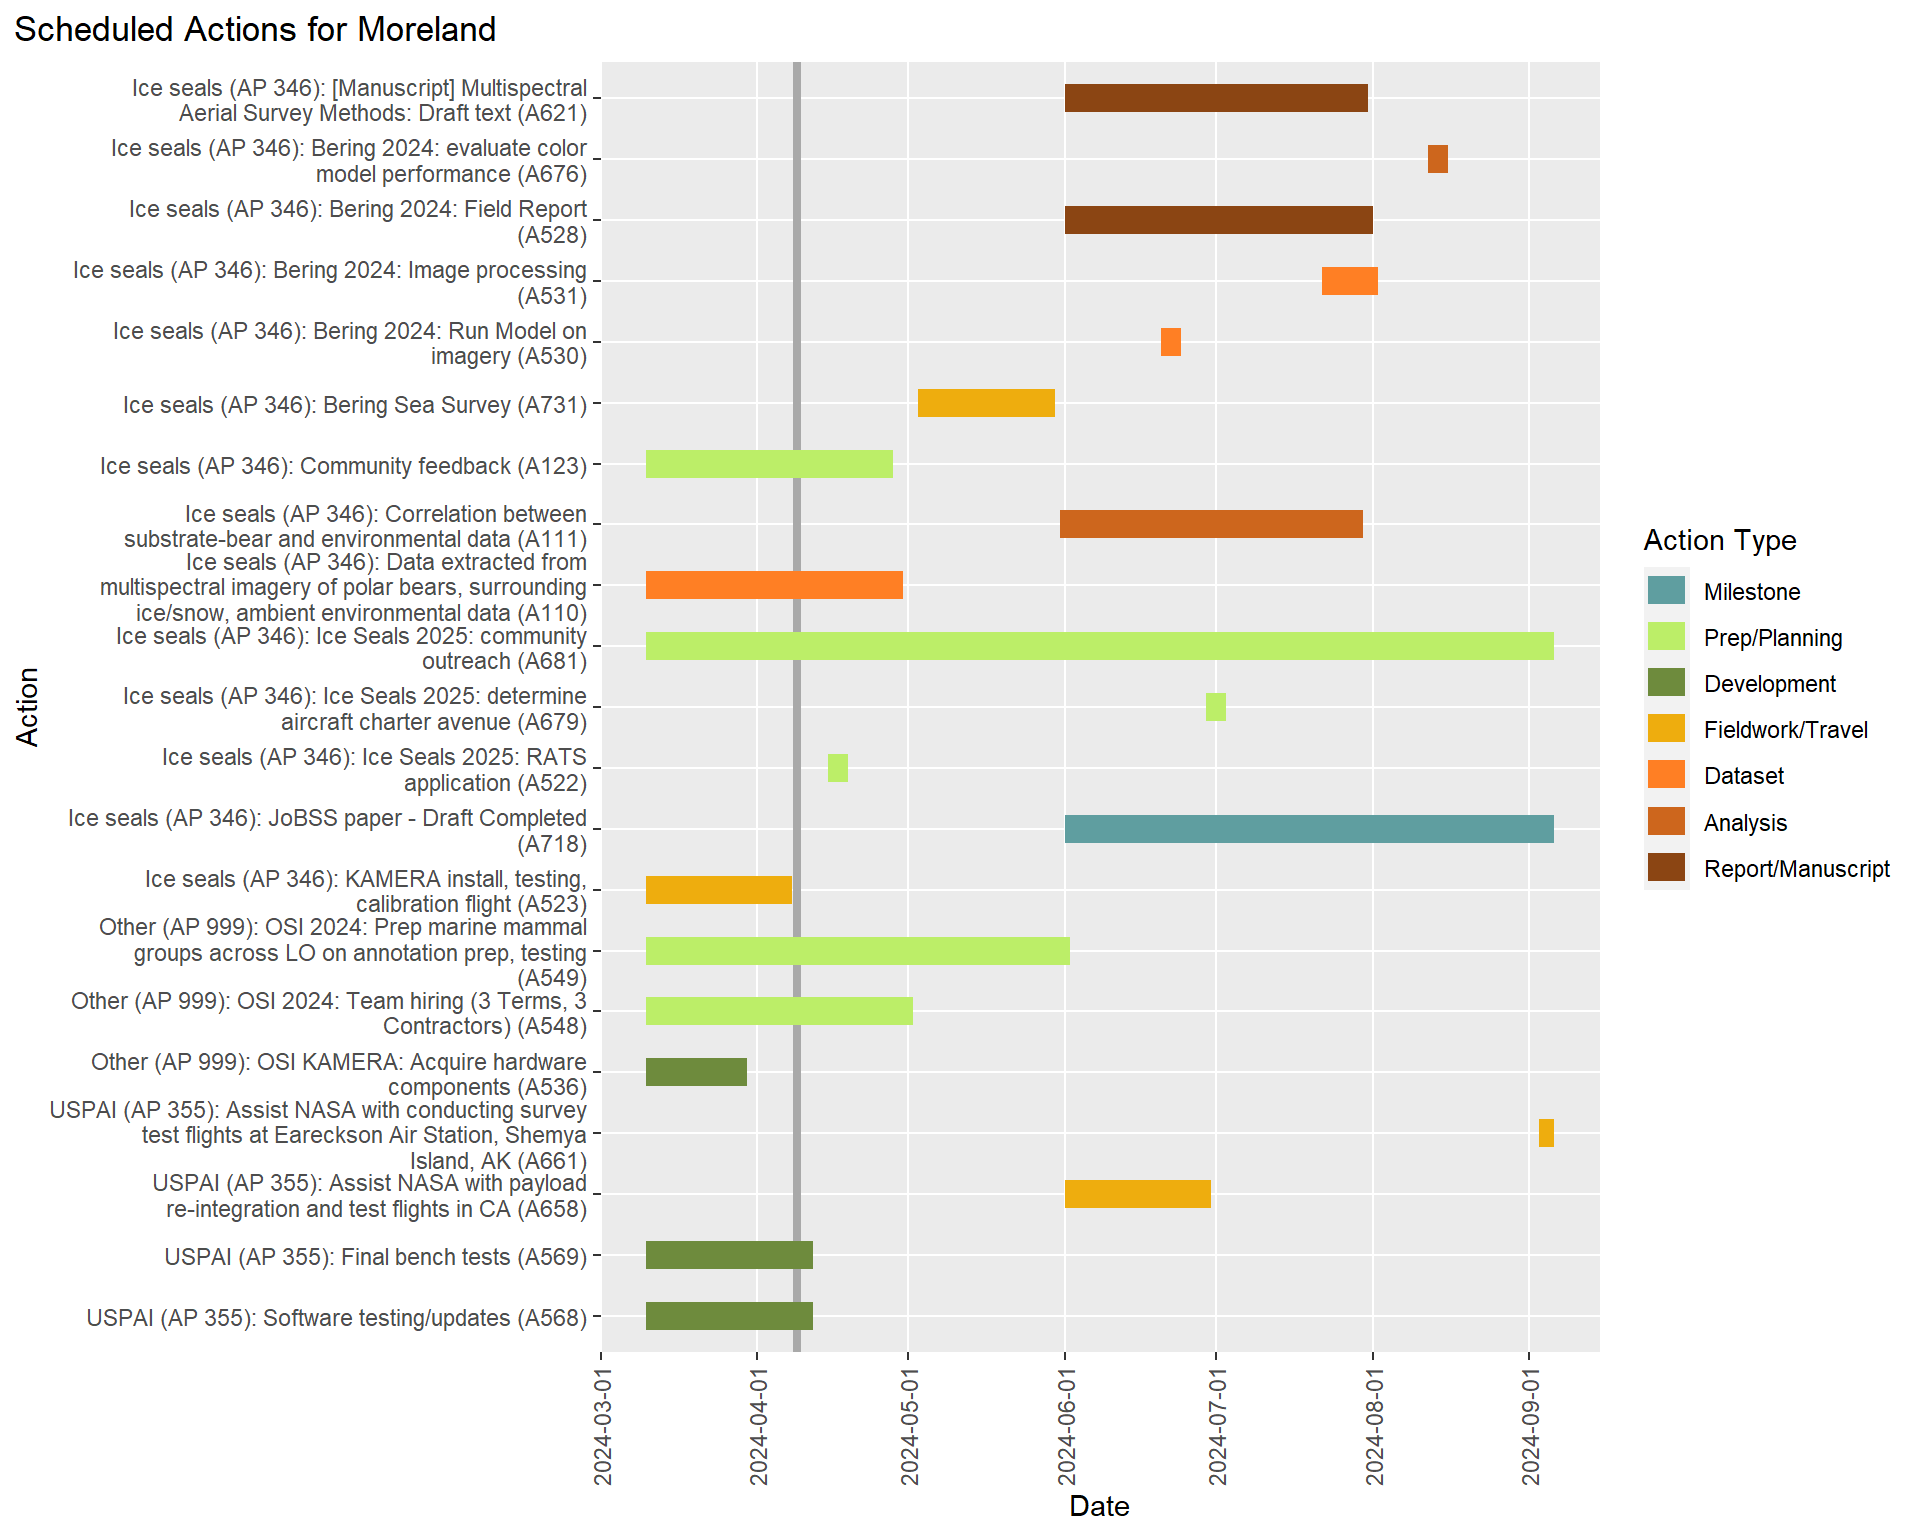 Scheduled Actions for Moreland
Ice seals (AP 346): [Manuscript] Multispectral
Aerial Survey Methods: Draft text (A621)
Ice seals (AP 346): Bering 2024: evaluate color
model performance (A676)
Ice seals (AP 346): Bering 2024: Field Report
(A528)
Ice seals (AP 346): Bering 2024: Image processing
(A531)
Ice seals (AP 346): Bering 2024: Run Model on
imagery (A530)
Ice seals (AP 346): Bering Sea Survey (A731)
Ice seals (AP 346): Community feedback (A123)
Ice seals (AP 346): Correlation between
substrate-bear and environmental data (A111)
Ice seals (AP 346): Data extracted from
multispectral imagery of polar bears, surrounding
ice/snow, ambient environmental data (A110)
Ice seals (AP 346): Ice Seals 2025: community
outreach (A681)
Ice seals (AP 346): Ice Seals 2025: determine
aircraft charter avenue (A679)
Ice seals (AP 346): Ice Seals 2025: RATS
application (A522)
Ice seals (AP 346): JoBSS paper - Draft Completed
(A718)
Ice seals (AP 346): KAMERA install, testing,
calibration flight (A523)
Other (AP 999): OSI 2024: Prep marine mammal
groups across LO on annotation prep, testing
(A549)
Other (AP 999): OSI 2024: Team hiring (3 Terms, 3
Contractors) (A548)
Other (AP 999): OSI KAMERA: Acquire hardware
components (A536)
USPAI (AP 355): Assist NASA with conducting survey
test flights at Eareckson Air Station, Shemya
Island, AK (A661)
USPAI (AP 355): Assist NASA with payload
re-integration and test flights in CA (A658)
USPAI (AP 355): Final bench tests (A569)
USPAI (AP 355): Software testing/updates (A568)
Action
2024-03-01
2024-04-01
2024-05-01
2024-06-01
2024-07-01
2024-08-01
2024-09-01
Date
Action Type
Milestone
Prep/Planning
Development
Fieldwork/Travel
Dataset
Analysis
Report/Manuscript